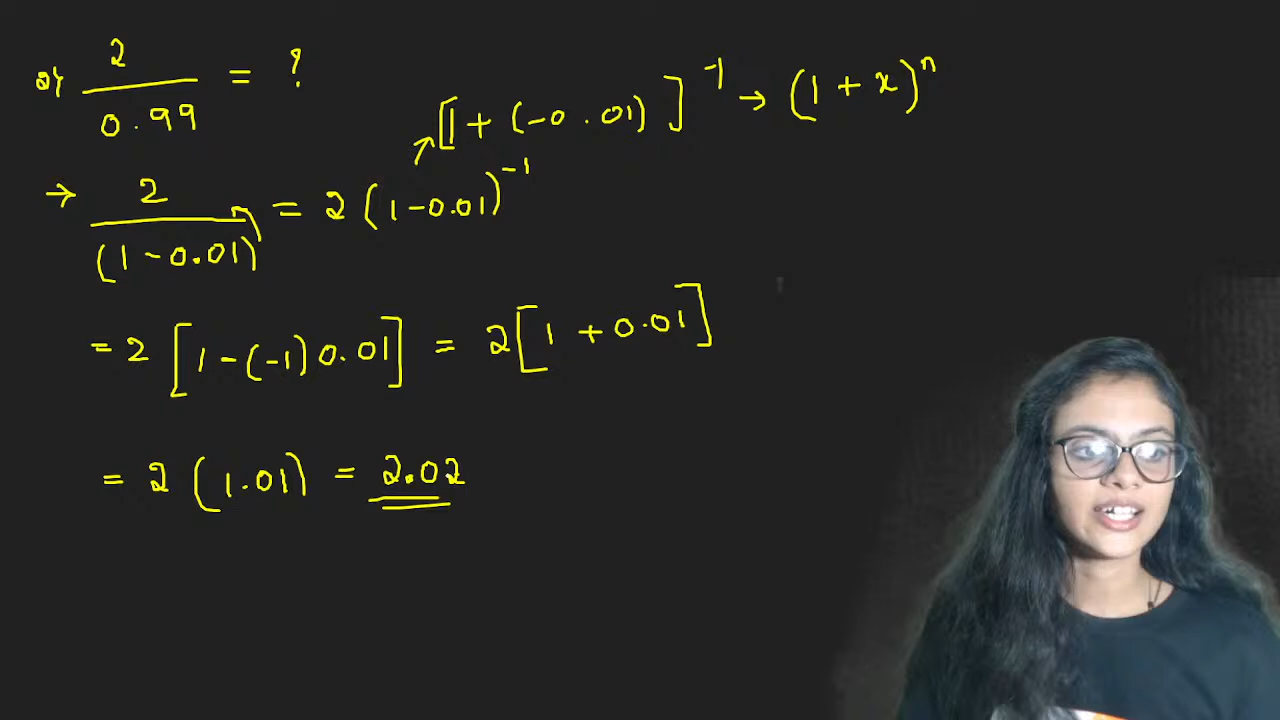 2) 2/0.99 = ?
[1 + (-0.01)]^-1 → (1 + x)^n
→ 2/(1-0.01) = 2(1-0.01)^-1
= 2[1-(-1)0.01] = 2[1+0.01]
= 2(1.01) = 2.02